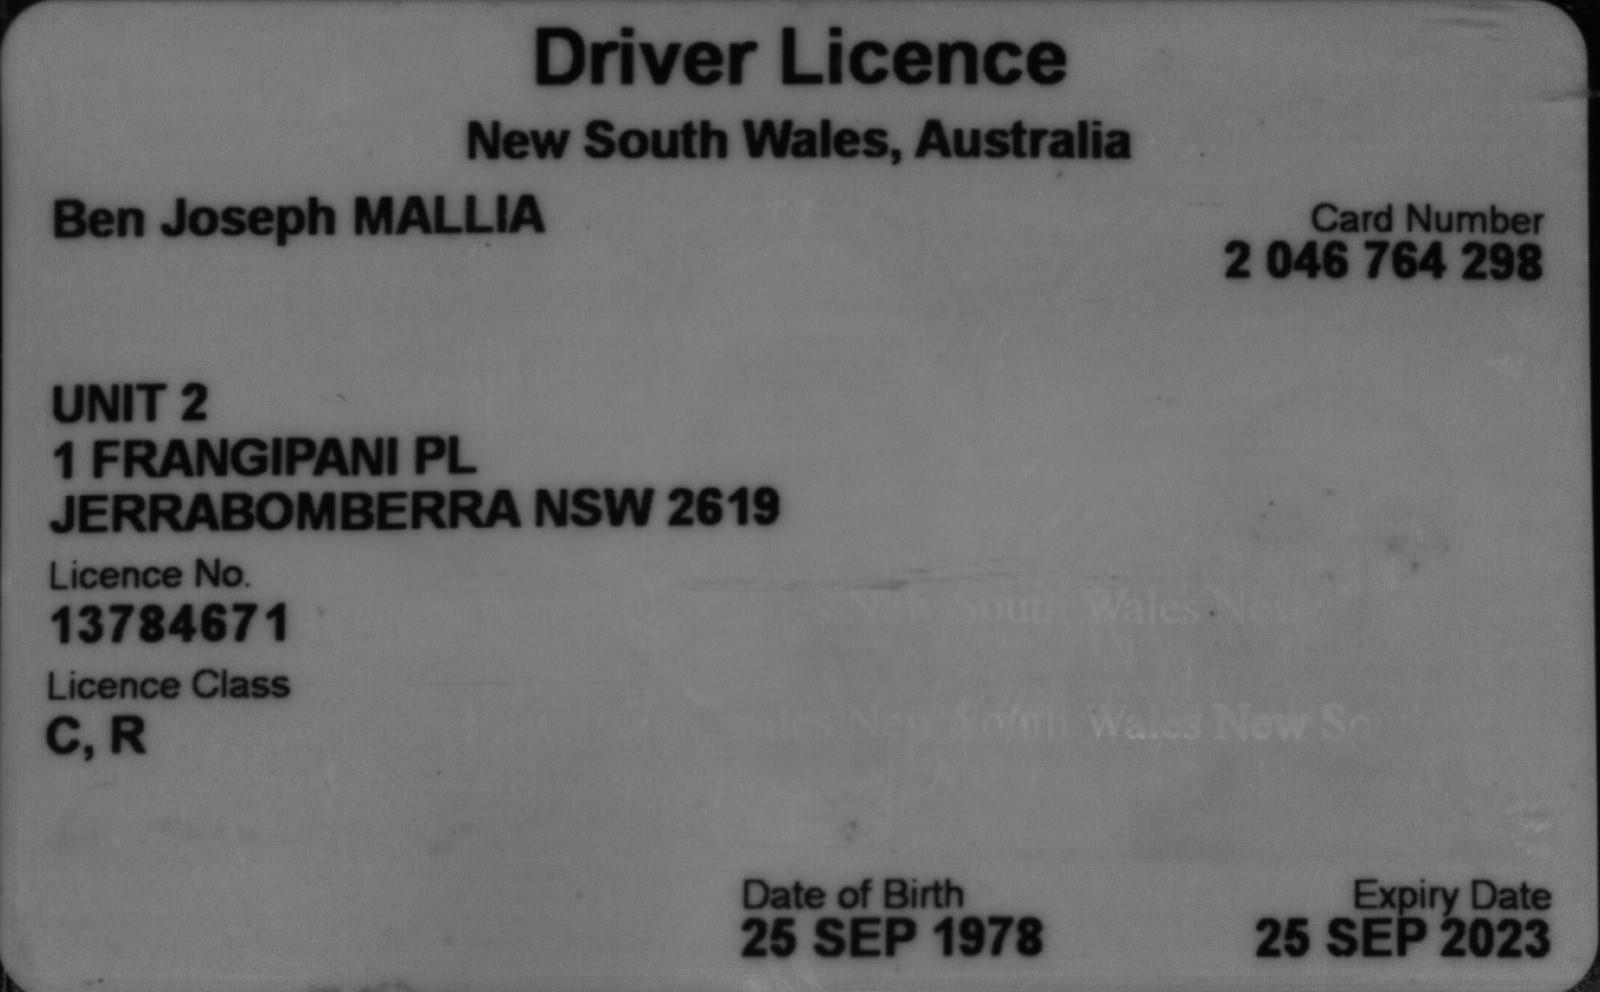 Driver Licence
New South Wales, Australia
Ben Joseph MALLIA
Card Number
2 046 764 298
UNIT 2
1 FRANGIPANI PL
JERRABOMBERRA NSW 2619
Licence No.
13784671
New South Wales New
Licence Class
C, R
New South Wales New
Date of Birth
25 SEP 1978
Expiry Date
25 SEP 2023